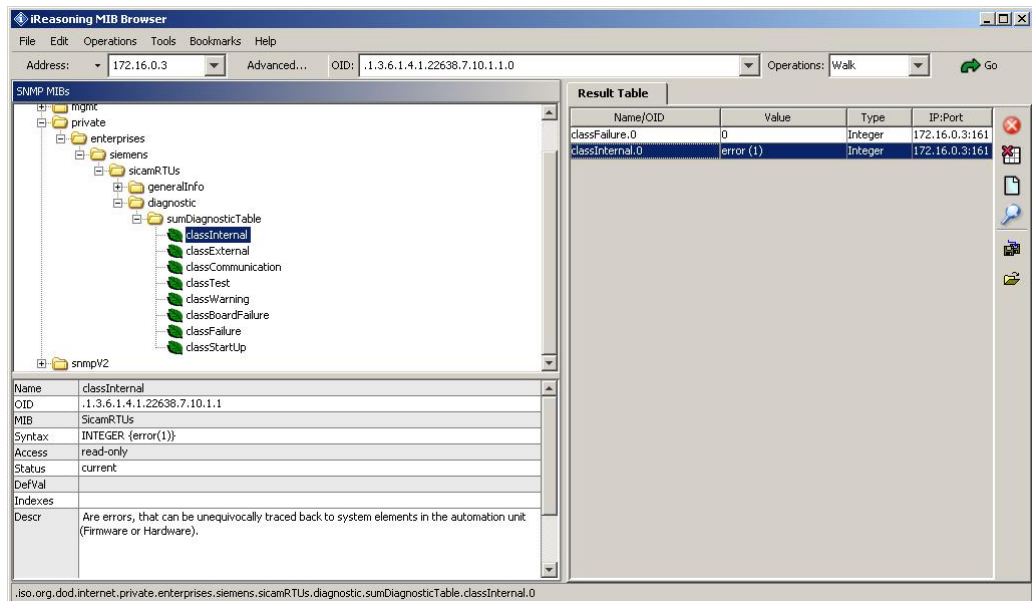 iReasoning MIB Browser
File Edit Operations Tools Bookmarks Help
Address: 172.16.0.3 Advanced... OID: .1.3.6.1.4.1.22638.7.10.1.1.0 Operations: Walk Go
SNMP MIBs
mgmt
private
enterprises
siemens
sicamRTUs
generalInfo
diagnostic
sumDiagnosticTable
classInternal
classExternal
classCommunication
classTest
classWarning
classBoardFailure
classFailure
classStartUp
snmpV2
Name classInternal
OID .1.3.6.1.4.1.22638.7.10.1.1
MIB SicamRTUs
Syntax INTEGER {error(1)}
Access read-only
Status current
DefVal
Indexes
Descr Are errors, that can be unequivocally traced back to system elements in the automation unit
(Firmware or Hardware).
Result Table
Name/OID Value Type IP:Port
classFailure.0 0 Integer 172.16.0.3:161
classInternal.0 error (1) Integer 172.16.0.3:161
.iso.org.dod.internet.private.enterprises.siemens.sicamRTUs.diagnostic.sumDiagnosticTable.classInternal.0